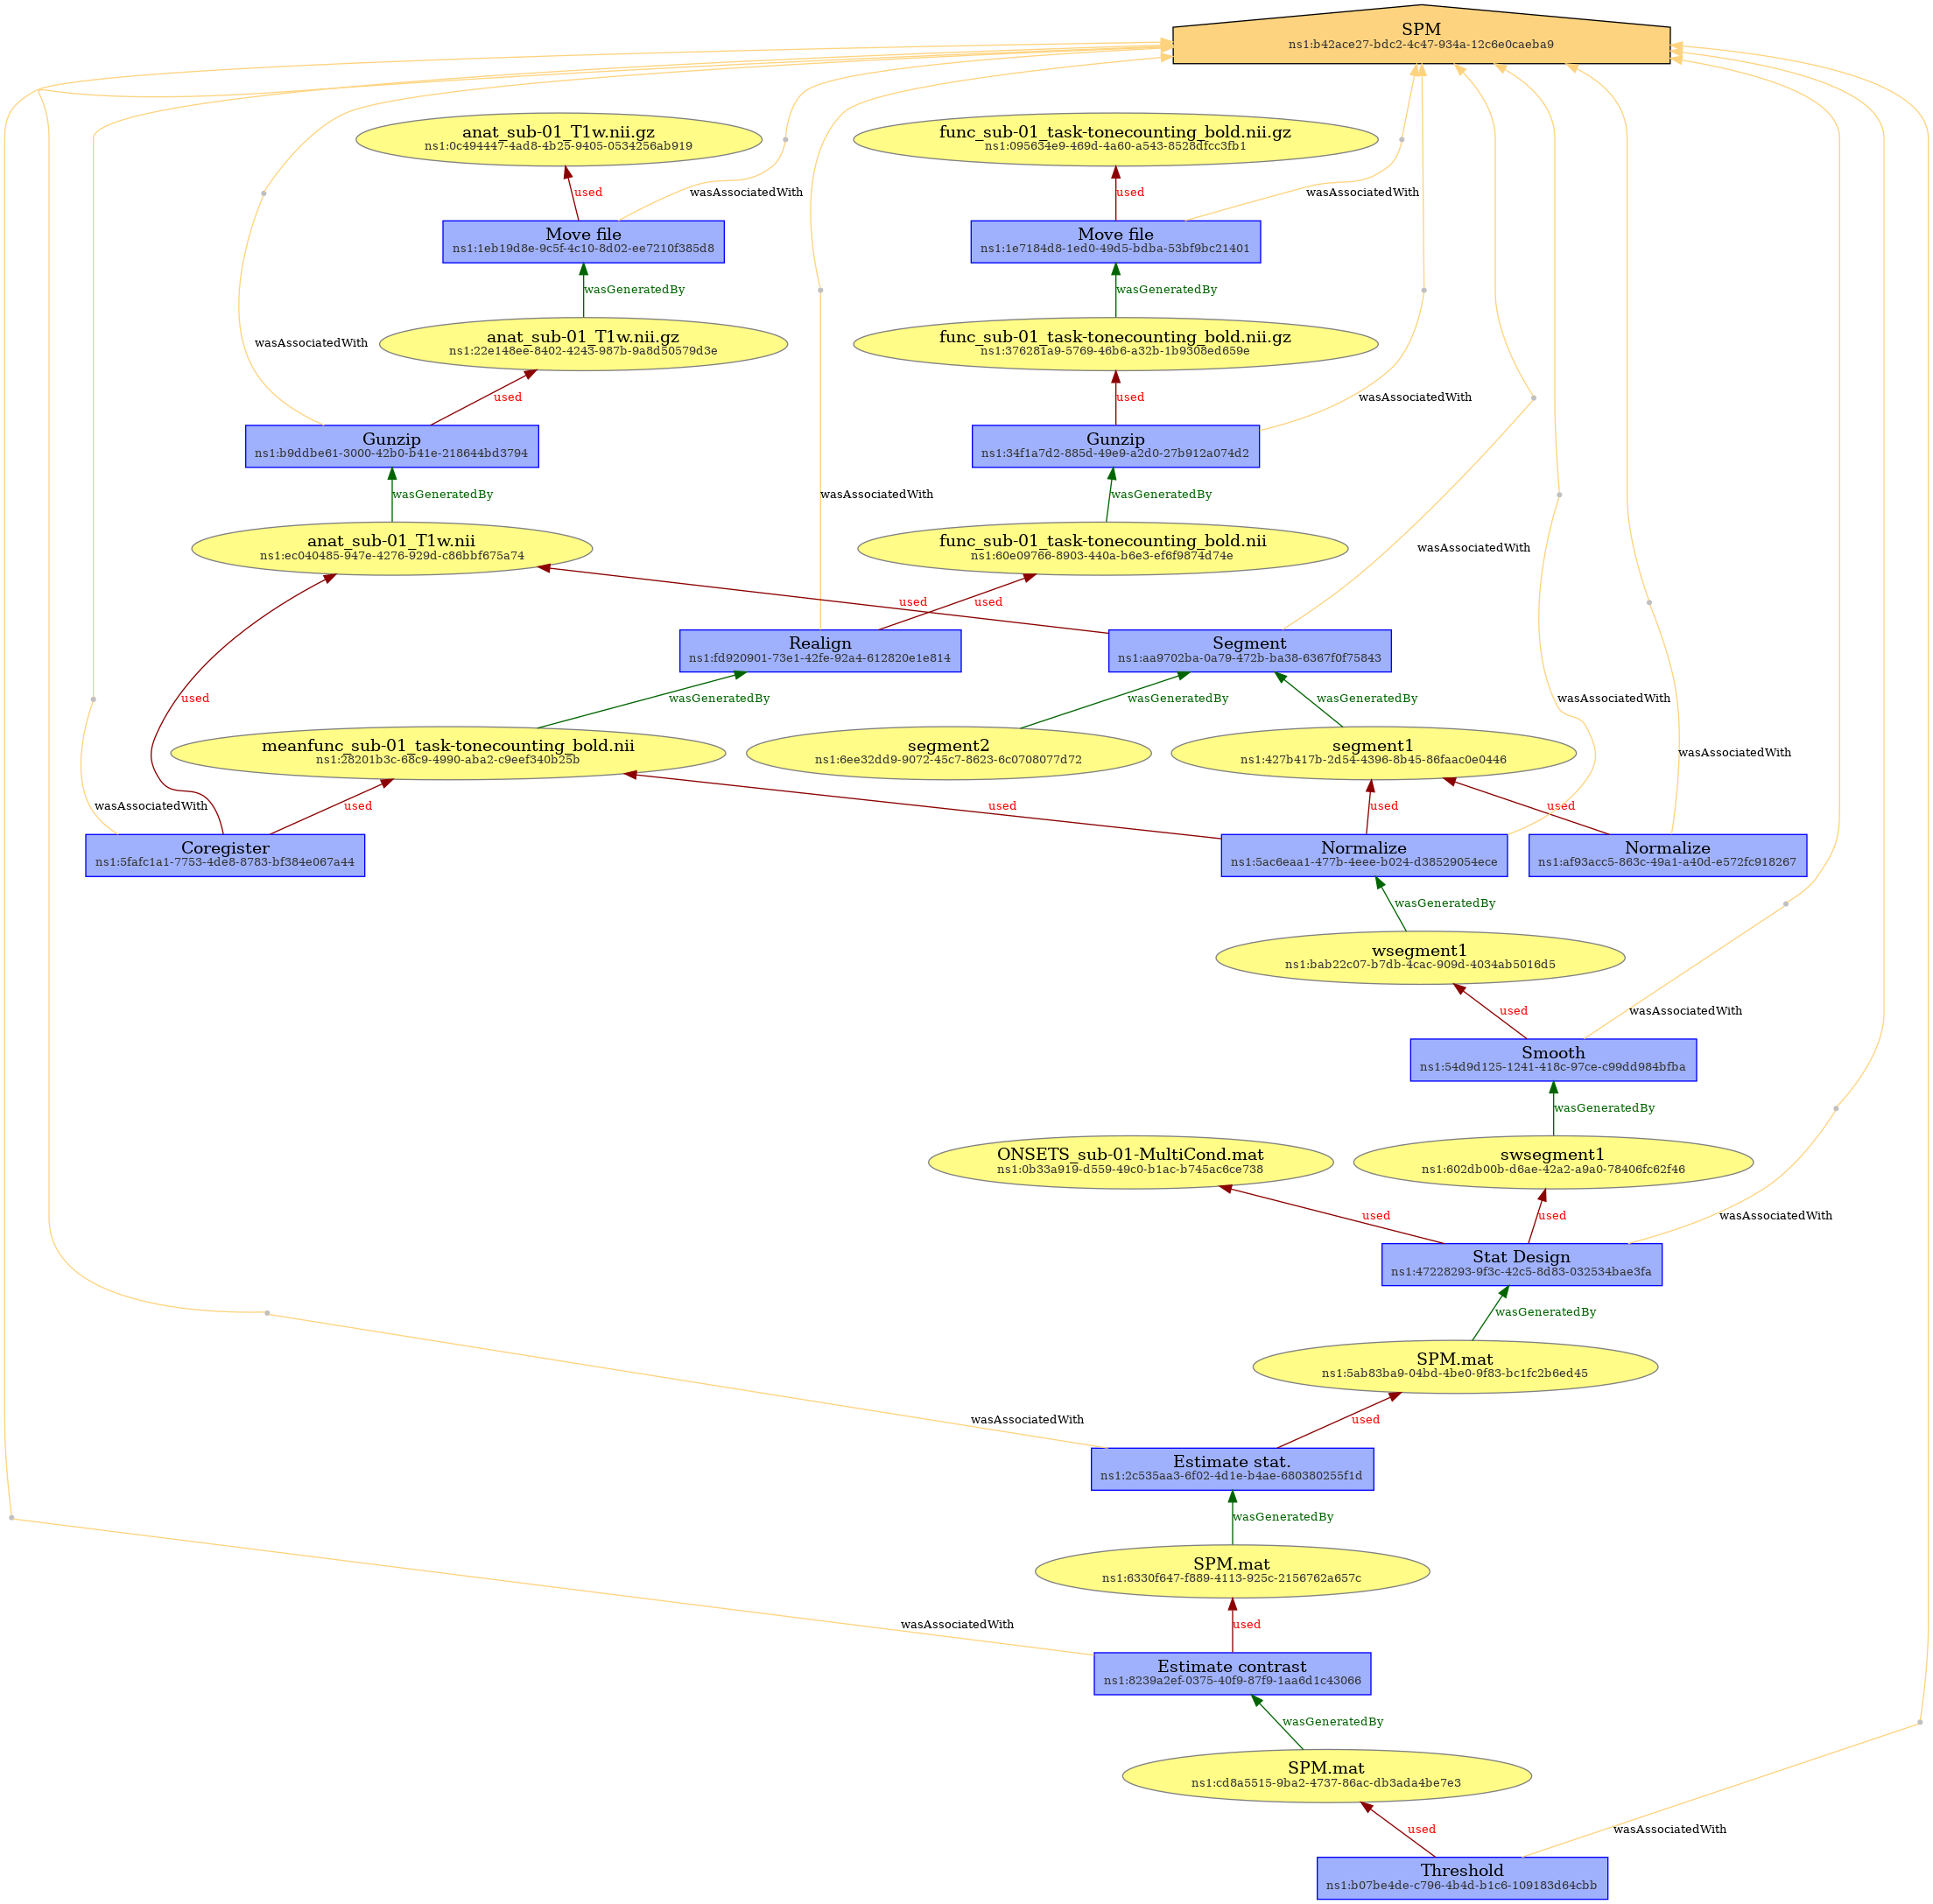 SPM
ns1:b42ace27-bdc2-4c47-934a-12c6e0caeba9
anat_sub-01_T1w.nii.gz
ns1:0c494447-4ad8-4b25-9405-0534256ab919
func_sub-01_task-tonecounting_bold.nii.gz
ns1:095634e9-469d-4a60-a543-8528dfcc3fb1
used
wasAssociatedWith
used
wasAssociatedWith
Move file
ns1:1eb19d8e-9c5f-4c10-8d02-ee7210f385d8
Move file
ns1:1e7184d8-1ed0-49d5-bdba-53bf9bc21401
wasGeneratedBy
wasGeneratedBy
wasAssociatedWith
anat_sub-01_T1w.nii.gz
ns1:22e148ee-8402-4243-987b-9a8d50579d3e
func_sub-01_task-tonecounting_bold.nii.gz
ns1:376281a9-5769-46b6-a32b-1b9308ed659e
used
used
wasAssociatedWith
Gunzip
ns1:b9ddbe61-3000-42b0-b41e-218644bd3794
Gunzip
ns1:34f1a7d2-885d-49e9-a2d0-27b912a074d2
wasGeneratedBy
wasAssociatedWith
wasGeneratedBy
anat_sub-01_T1w.nii
ns1:ec040485-947e-4276-929d-c86bbf675a74
func_sub-01_task-tonecounting_bold.nii
ns1:60e09766-8903-440a-b6e3-ef6f9874d74e
wasAssociatedWith
used
used
Realign
ns1:fd920901-73e1-42fe-92a4-612820e1e814
Segment
ns1:aa9702ba-0a79-472b-ba38-6367f0f75843
used
wasGeneratedBy
wasGeneratedBy
wasGeneratedBy
wasAssociatedWith
meanfunc_sub-01_task-tonecounting_bold.nii
ns1:28201b3c-68c9-4990-aba2-c9eef340b25b
segment2
ns1:6ee32dd9-9072-45c7-8623-6c0708077d72
segment1
ns1:427b417b-2d54-4396-8b45-86faac0e0446
wasAssociatedWith
wasAssociatedWith
used
used
used
used
Coregister
ns1:5fafc1a1-7753-4de8-8783-bf384e067a44
Normalize
ns1:5ac6eaa1-477b-4eee-b024-d38529054ece
Normalize
ns1:af93acc5-863c-49a1-a40d-e572fc918267
wasGeneratedBy
wsegment1
ns1:bab22c07-b7db-4cac-909d-4034ab5016d5
used
wasAssociatedWith
Smooth
ns1:54d9d125-1241-418c-97ce-c99dd984bfba
wasGeneratedBy
ONSETS_sub-01-MultiCond.mat
ns1:0b33a919-d559-49c0-b1ac-b745ac6ce738
swsegment1
ns1:602db00b-d6ae-42a2-a9a0-78406fc62f46
used
used
wasAssociatedWith
Stat Design
ns1:47228293-9f3c-42c5-8d83-032534bae3fa
wasGeneratedBy
SPM.mat
ns1:5ab83ba9-04bd-4be0-9f83-bc1fc2b6ed45
wasAssociatedWith
used
Estimate stat.
ns1:2c535aa3-6f02-4d1e-b4ae-680380255f1d
wasGeneratedBy
SPM.mat
ns1:6330f647-f889-4113-925c-2156762a657c
wasAssociatedWith
used
Estimate contrast
ns1:8239a2ef-0375-40f9-87f9-1aa6d1c43066
wasGeneratedBy
SPM.mat
ns1:cd8a5515-9ba2-4737-86ac-db3ada4be7e3
used
wasAssociatedWith
Threshold
ns1:b07be4de-c796-4b4d-b1c6-109183d64cbb